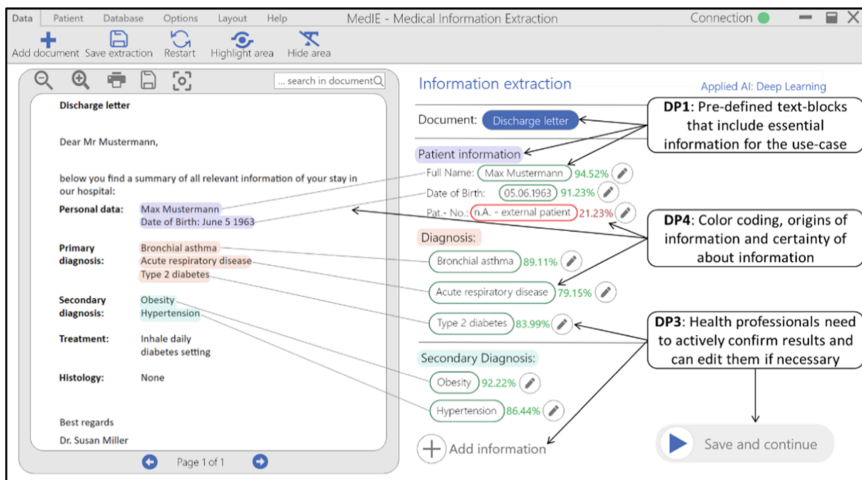 Data Patient Database Options Layout Help MedIE - Medical Information Extraction Connection
Add document Save extraction Restart Highlight area Hide area
... search in document
Discharge letter
Dear Mr Mustermann,
below you find a summary of all relevant information of your stay in
our hospital:
Personal data: Max Mustermann
Date of Birth: June 5 1963
Primary Bronchial asthma
diagnosis: Acute respiratory disease
Type 2 diabetes
Secondary Obesity
diagnosis: Hypertension
Treatment: Inhale daily
diabetes setting
Histology: None
Best regards
Dr. Susan Miller
Page 1 of 1
Information extraction
Applied AI: Deep Learning
Document: Discharge letter
Patient information
Full Name: Max Mustermann 94.52%
Date of Birth: 05.06.1963 91.23%
Pat.- No.: n.A. - external patient 21.23%
Diagnosis:
Bronchial asthma 89.11%
Acute respiratory disease 79.15%
Type 2 diabetes 83.99%
Secondary Diagnosis:
Obesity 92.22%
Hypertension 86.44%
Add information
DP1: Pre-defined text-blocks
that include essential
information for the use-case
DP4: Color coding, origins of
information and certainty of
about information
DP3: Health professionals need
to actively confirm results and
can edit them if necessary
Save and continue